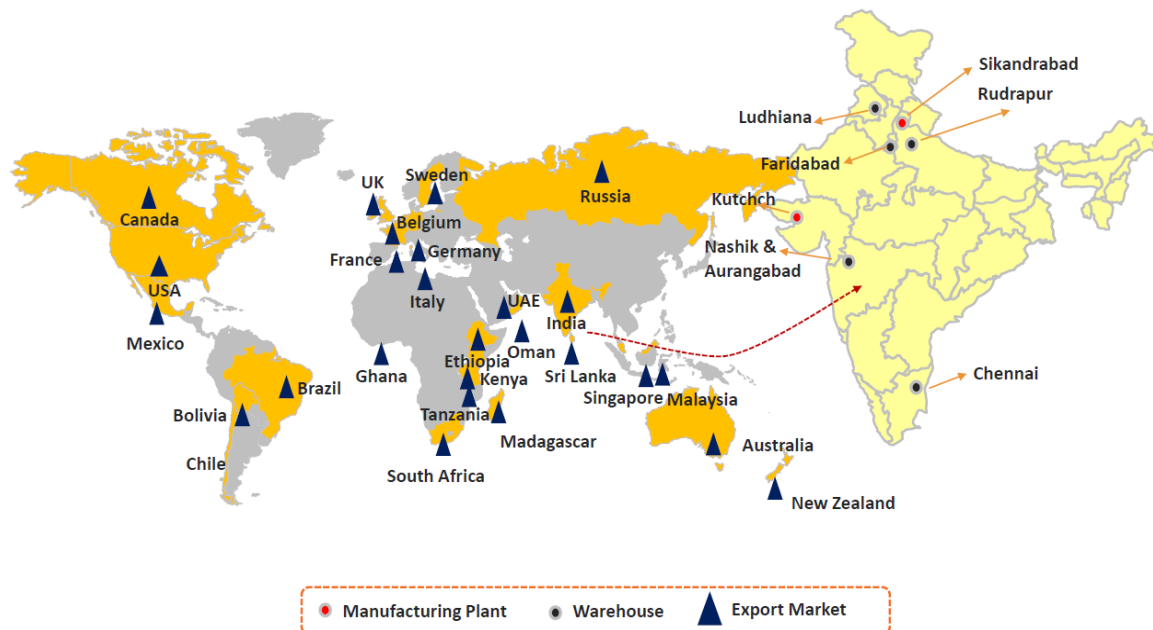 Sikandrabad
Rudrapur
Ludhiana
Faridabad
Kutchch
Nashik &
Aurangabad
Chennai
UK
Sweden
Russia
Canada
Belgium
France
Germany
USA
Italy
UAE
India
Mexico
Oman
Ethiopia
Ghana
Kenya
Sri Lanka
Brazil
Singapore
Malaysia
Bolivia
Tanzania
Madagascar
Australia
Chile
South Africa
New Zealand
Manufacturing Plant
Warehouse
Export Market